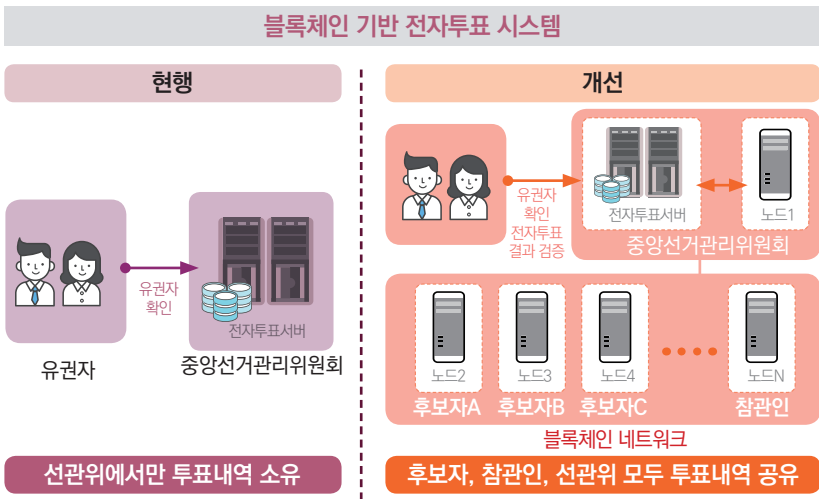 블록체인 기반 전자투표 시스템
현행
유권자
확인
전자투표서버
유권자
중앙선거관리위원회
선관위에서만 투표내역 소유
개선
유권자
확인
전자투표
결과 검증
전자투표서버
노드1
중앙선거관리위원회
노드2
노드3
노드4
노드N
후보자A
후보자B
후보자C
참관인
블록체인 네트워크
후보자, 참관인, 선관위 모두 투표내역 공유